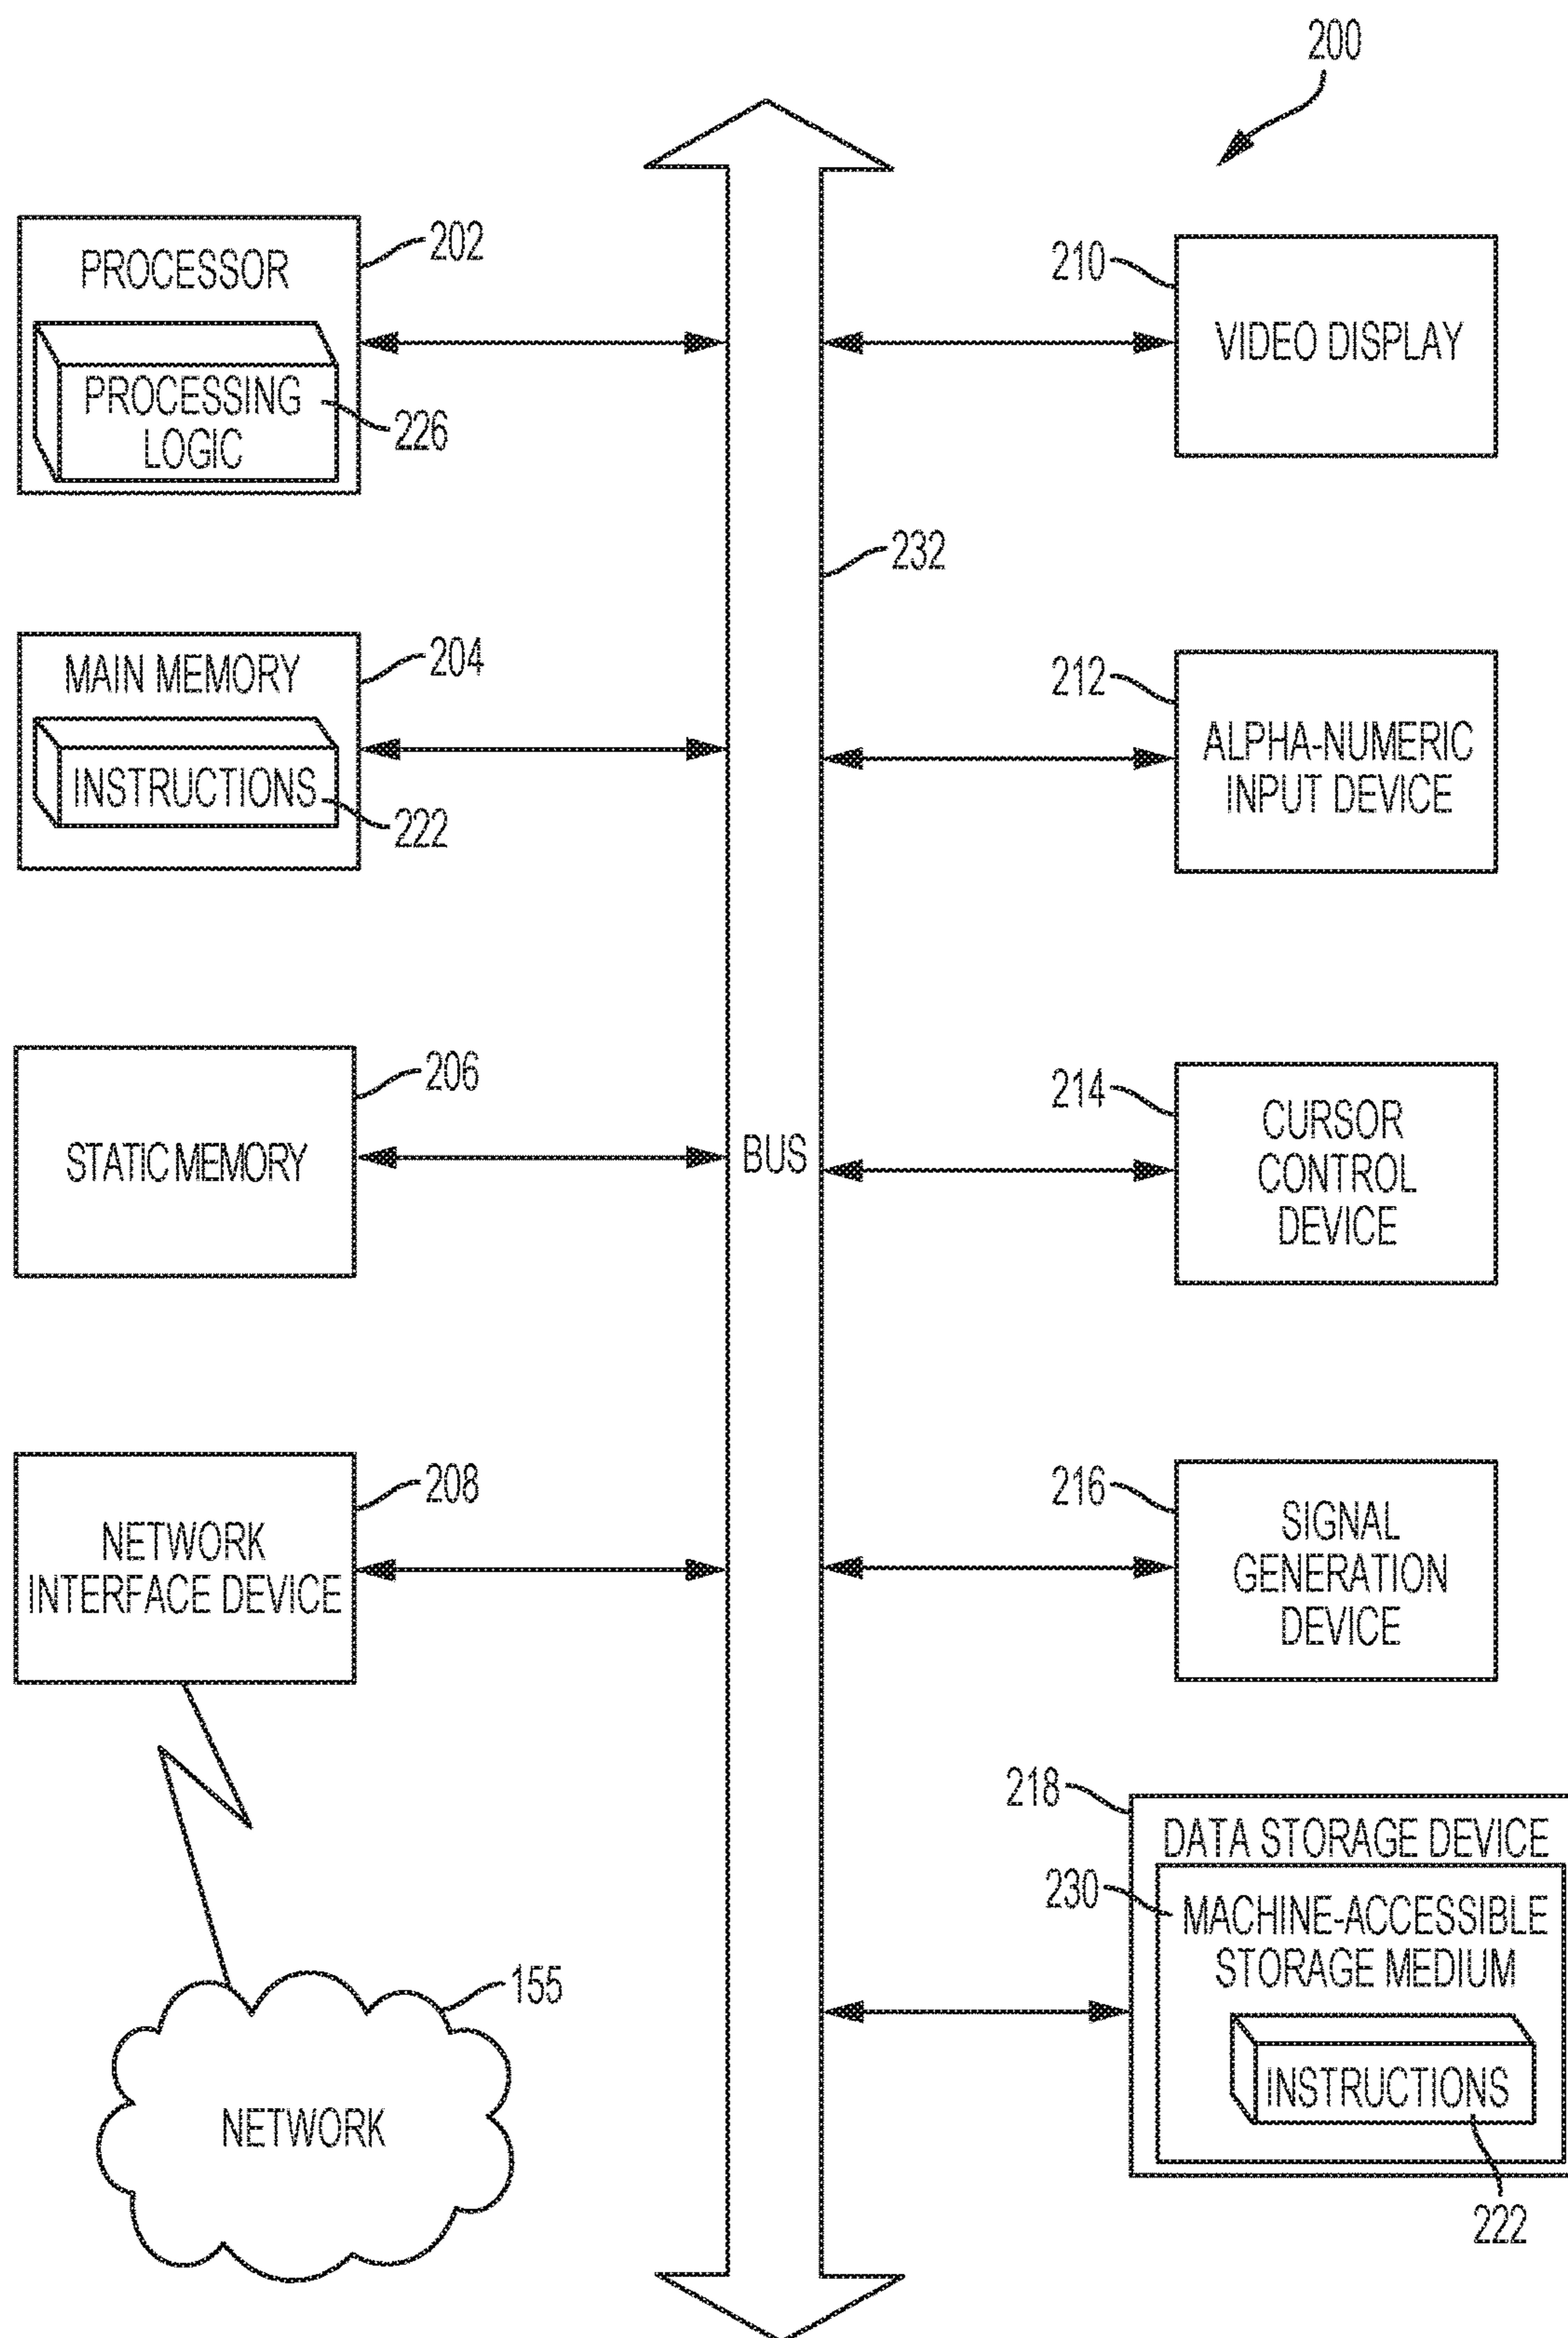 200
PROCESSOR
202
PROCESSING
LOGIC
226
MAIN MEMORY
204
INSTRUCTIONS
222
STATIC MEMORY
206
NETWORK
INTERFACE DEVICE
208
NETWORK
155
BUS
232
210
VIDEO DISPLAY
212
ALPHA-NUMERIC
INPUT DEVICE
214
CURSOR
CONTROL
DEVICE
216
SIGNAL
GENERATION
DEVICE
218
DATA STORAGE DEVICE
230
MACHINE-ACCESSIBLE
STORAGE MEDIUM
INSTRUCTIONS
222